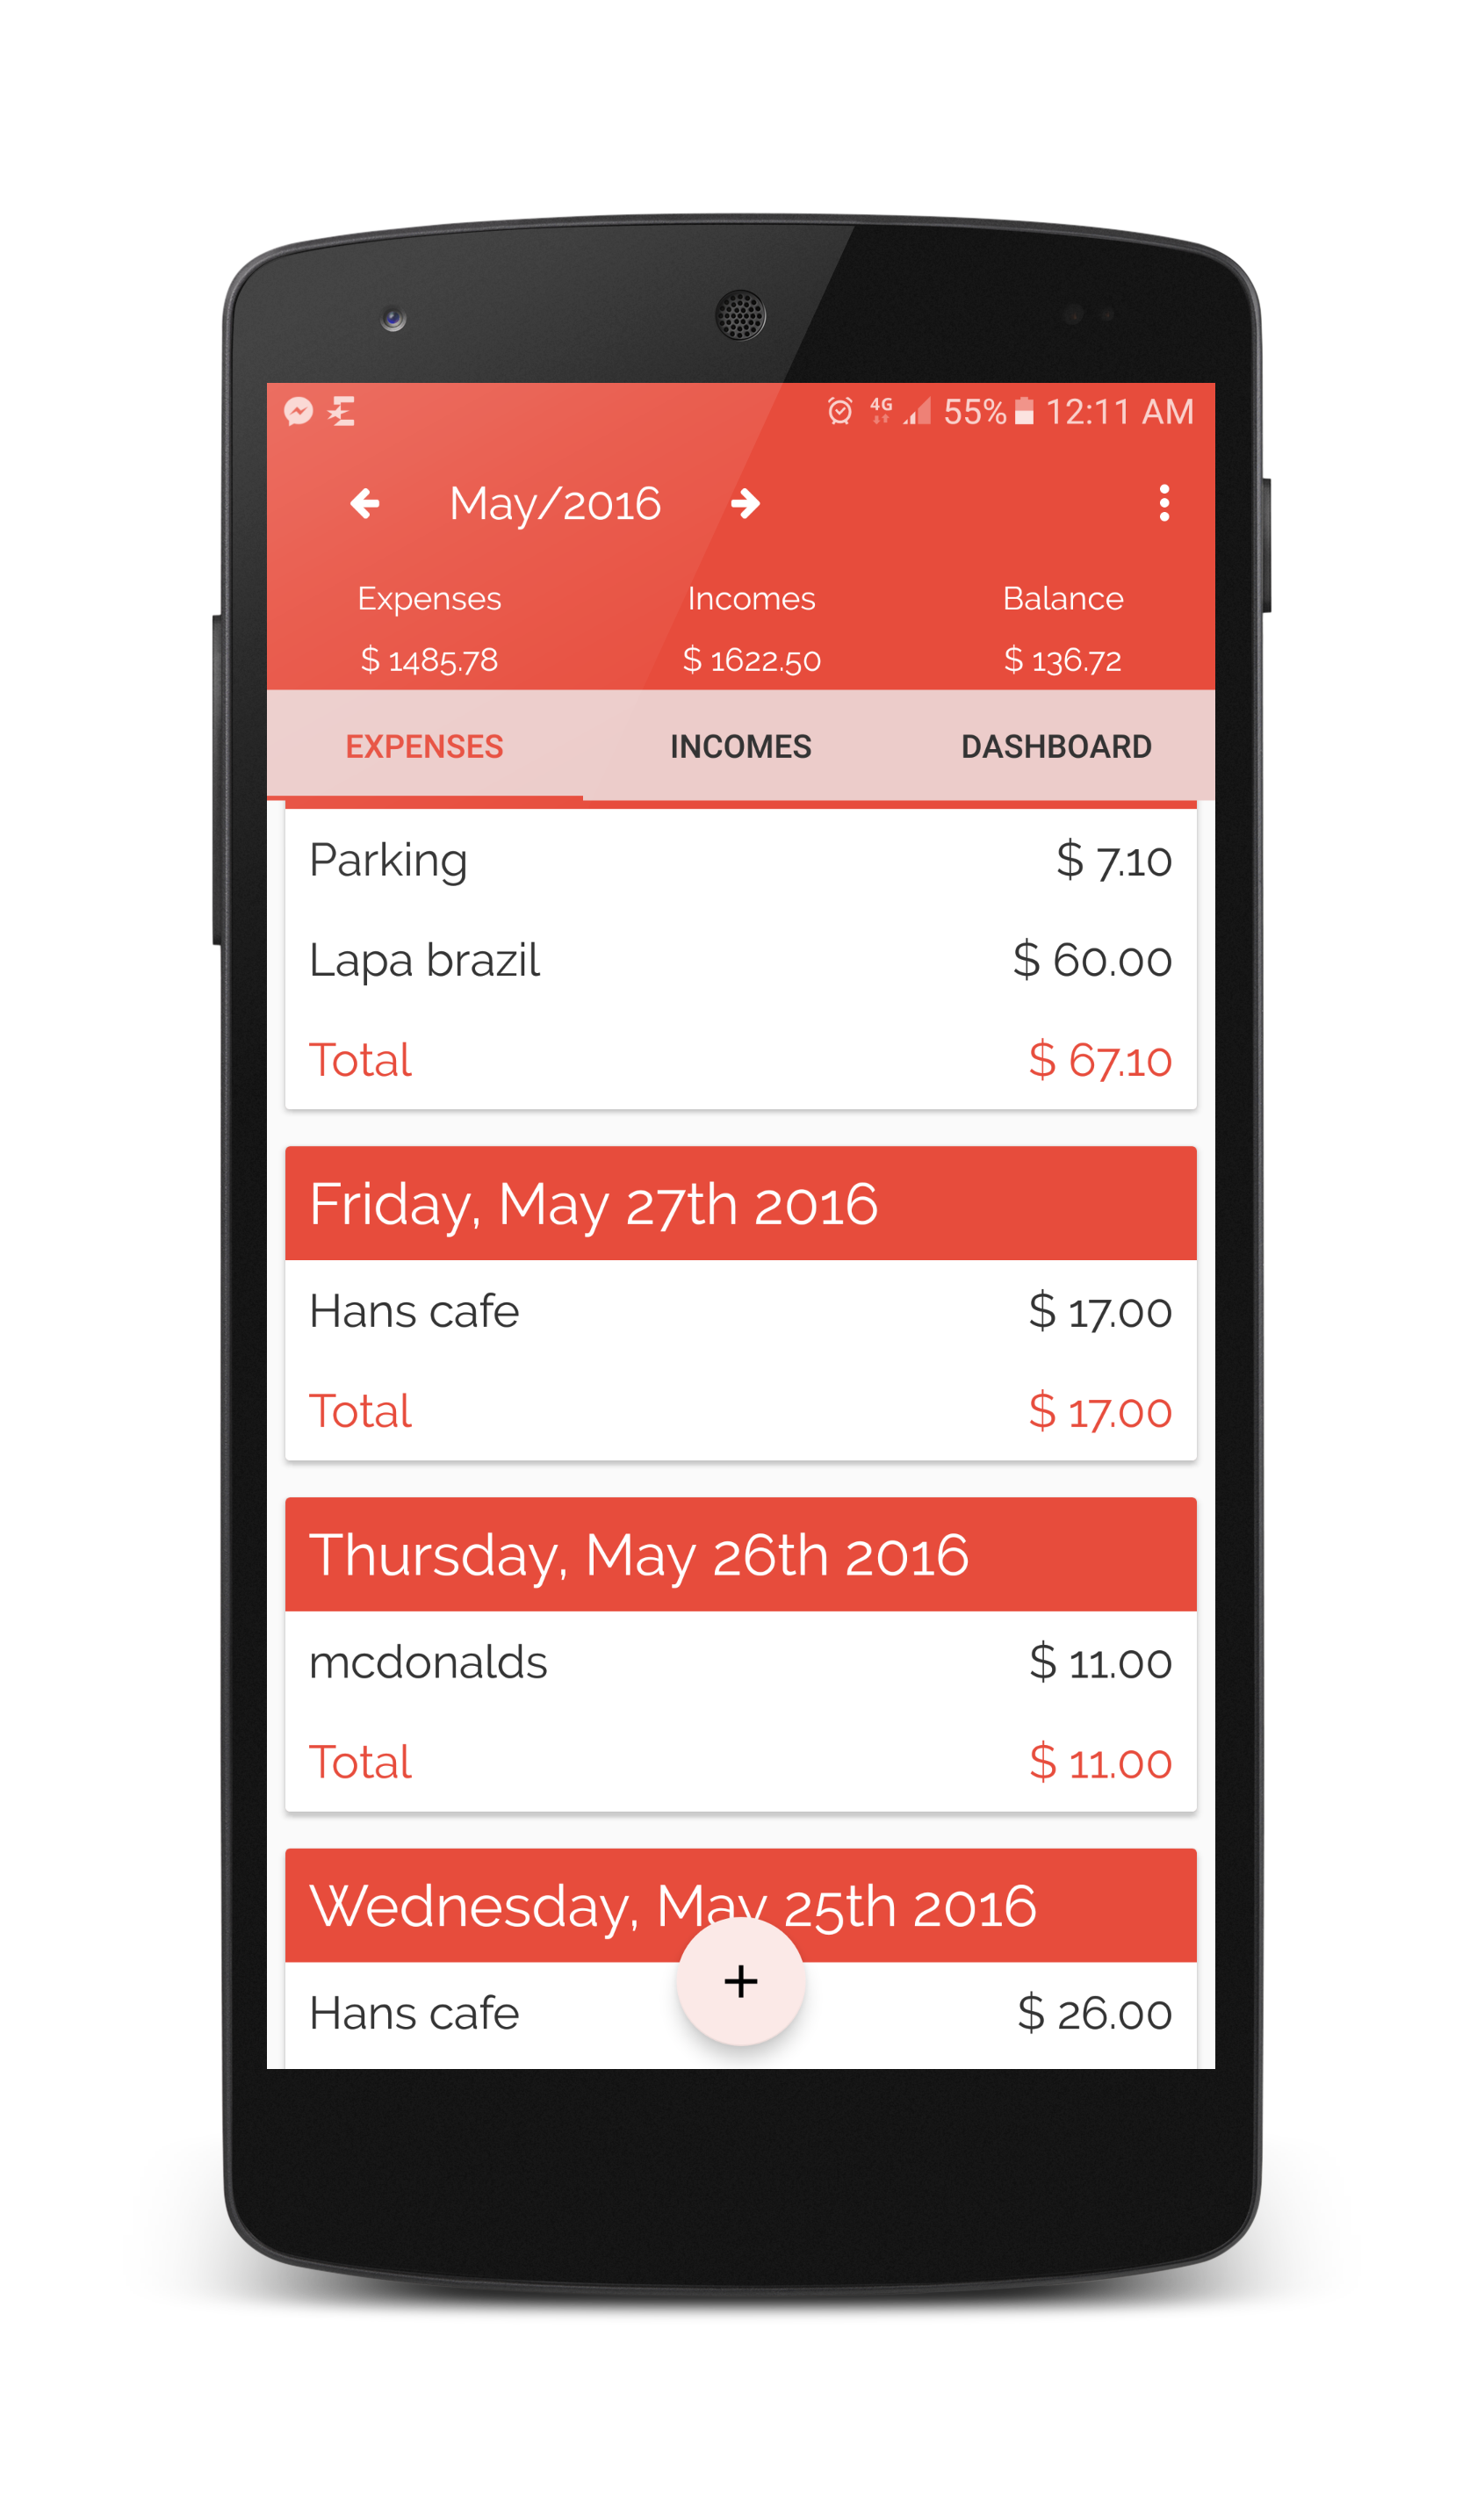 4G 55% 12:11 AM
May/2016
Expenses Incomes Balance
$ 1485.78 $ 1622.50 $ 136.72
EXPENSES INCOMES DASHBOARD
Parking $ 7.10
Lapa brazil $ 60.00
Total $ 67.10
Friday, May 27th 2016
Hans cafe $ 17.00
Total $ 17.00
Thursday, May 26th 2016
mcdonalds $ 11.00
Total $ 11.00
Wednesday, May 25th 2016
Hans cafe $ 26.00